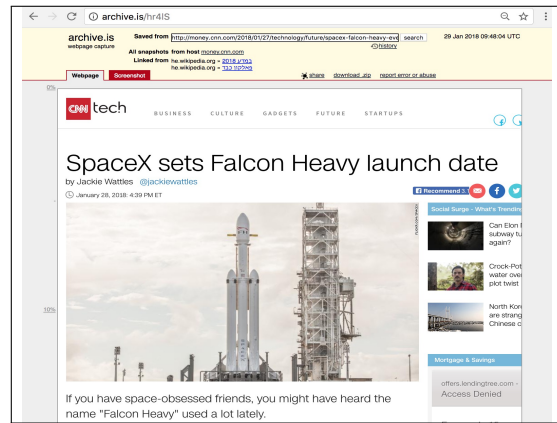 archive.is/hr4lS
archive.is
webpage capture
Saved from http://money.cnn.com/2018/01/27/technology/future/spacex-falcon-heavy-eve search 29 Jan 2018 09:48:04 UTC
history
All snapshots from host money.cnn.com
Linked from he.wikipedia.org » 2018 במדע
he.wikipedia.org » פאלקון כבד
Webpage Screenshot share download .zip report error or abuse
0%
CNN tech BUSINESS CULTURE GADGETS FUTURE STARTUPS
SpaceX sets Falcon Heavy launch date
by Jackie Wattles @jackiewattles
January 28, 2018: 4:39 PM ET
Recommend 3.
Social Surge - What's Trending
Can Elon
subway tu
again?
Crock-Pot
water ove
plot twist
North Kor
are strang
Chinese c
10%
Mortgage & Savings
offers.lendingtree.com
Access Denied
If you have space-obsessed friends, you might have heard the
name "Falcon Heavy" used a lot lately.